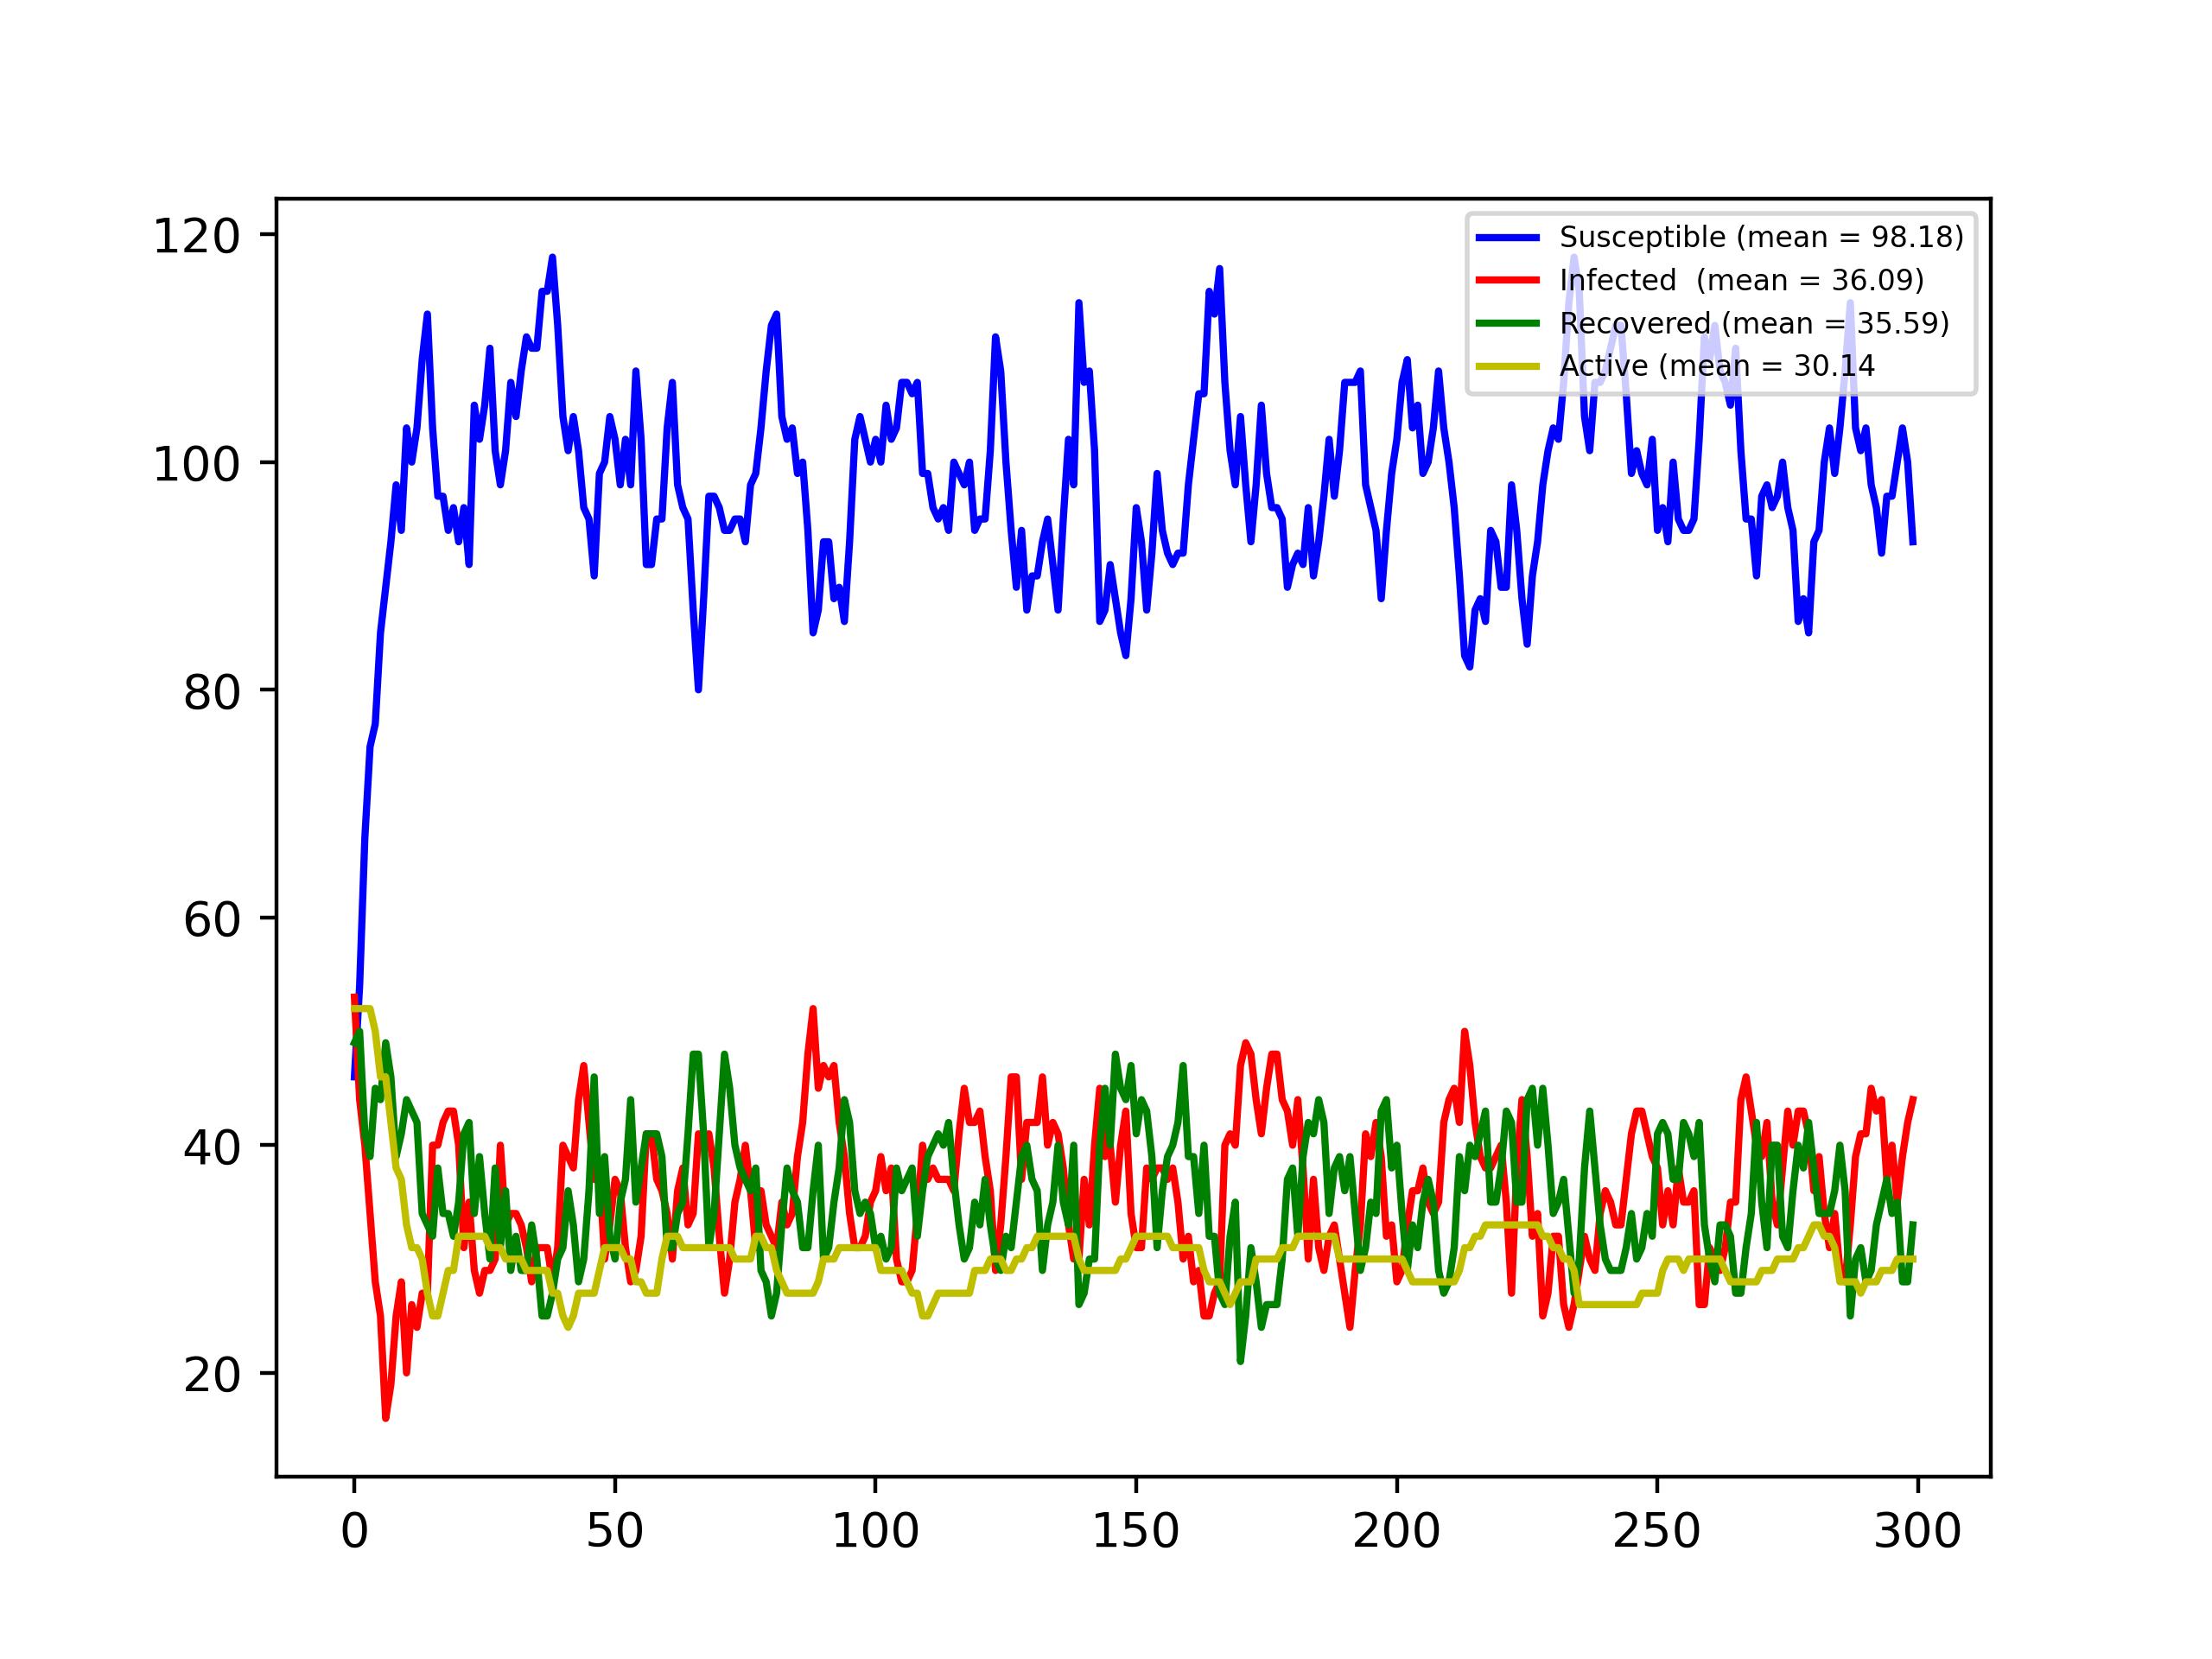 120
100
80
60
40
20
0 50 100 150 200 250 300
Susceptible (mean = 98.18)
Infected  (mean = 36.09)
Recovered (mean = 35.59)
Active (mean = 30.14